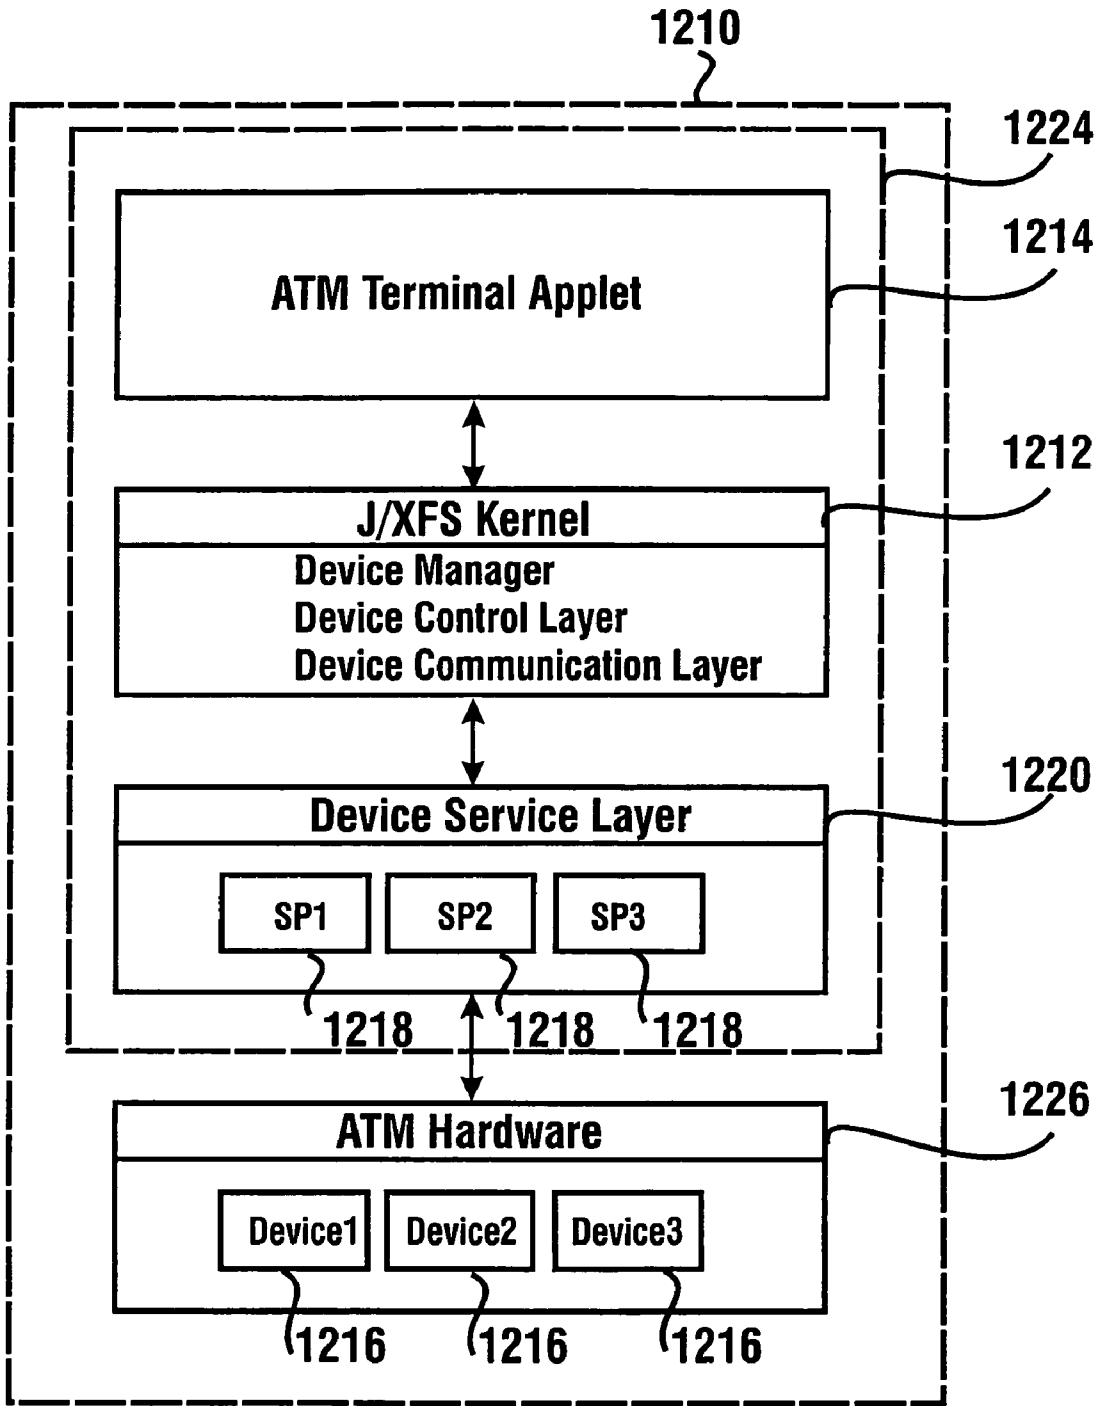 1210
1224
1214
ATM Terminal Applet
1212
J/XFS Kernel
Device Manager
Device Control Layer
Device Communication Layer
1220
Device Service Layer
SP1 SP2 SP3
1218 1218 1218
1226
ATM Hardware
Device1 Device2 Device3
1216 1216 1216